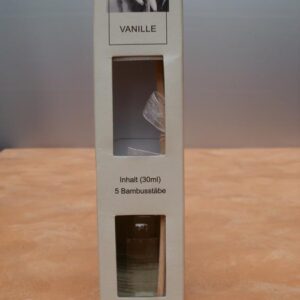 VANILLE
Inhalt (30ml)
5 Bambusstäbe